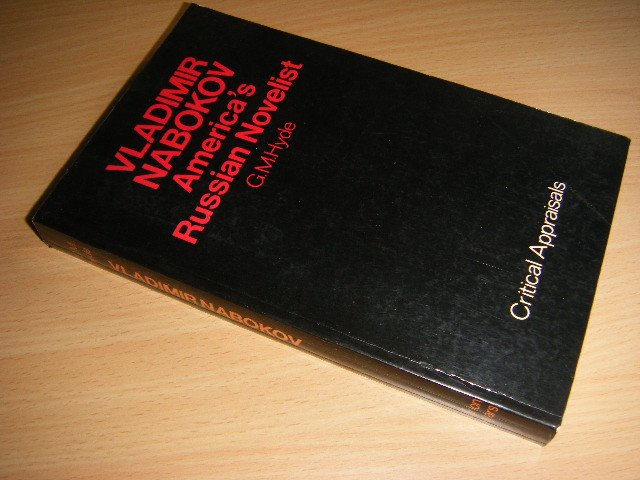 VLADIMIR
NABOKOV
America's
Russian Novelist
G.M.Hyde
Critical Appraisals
VLADIMIR NABOKOV